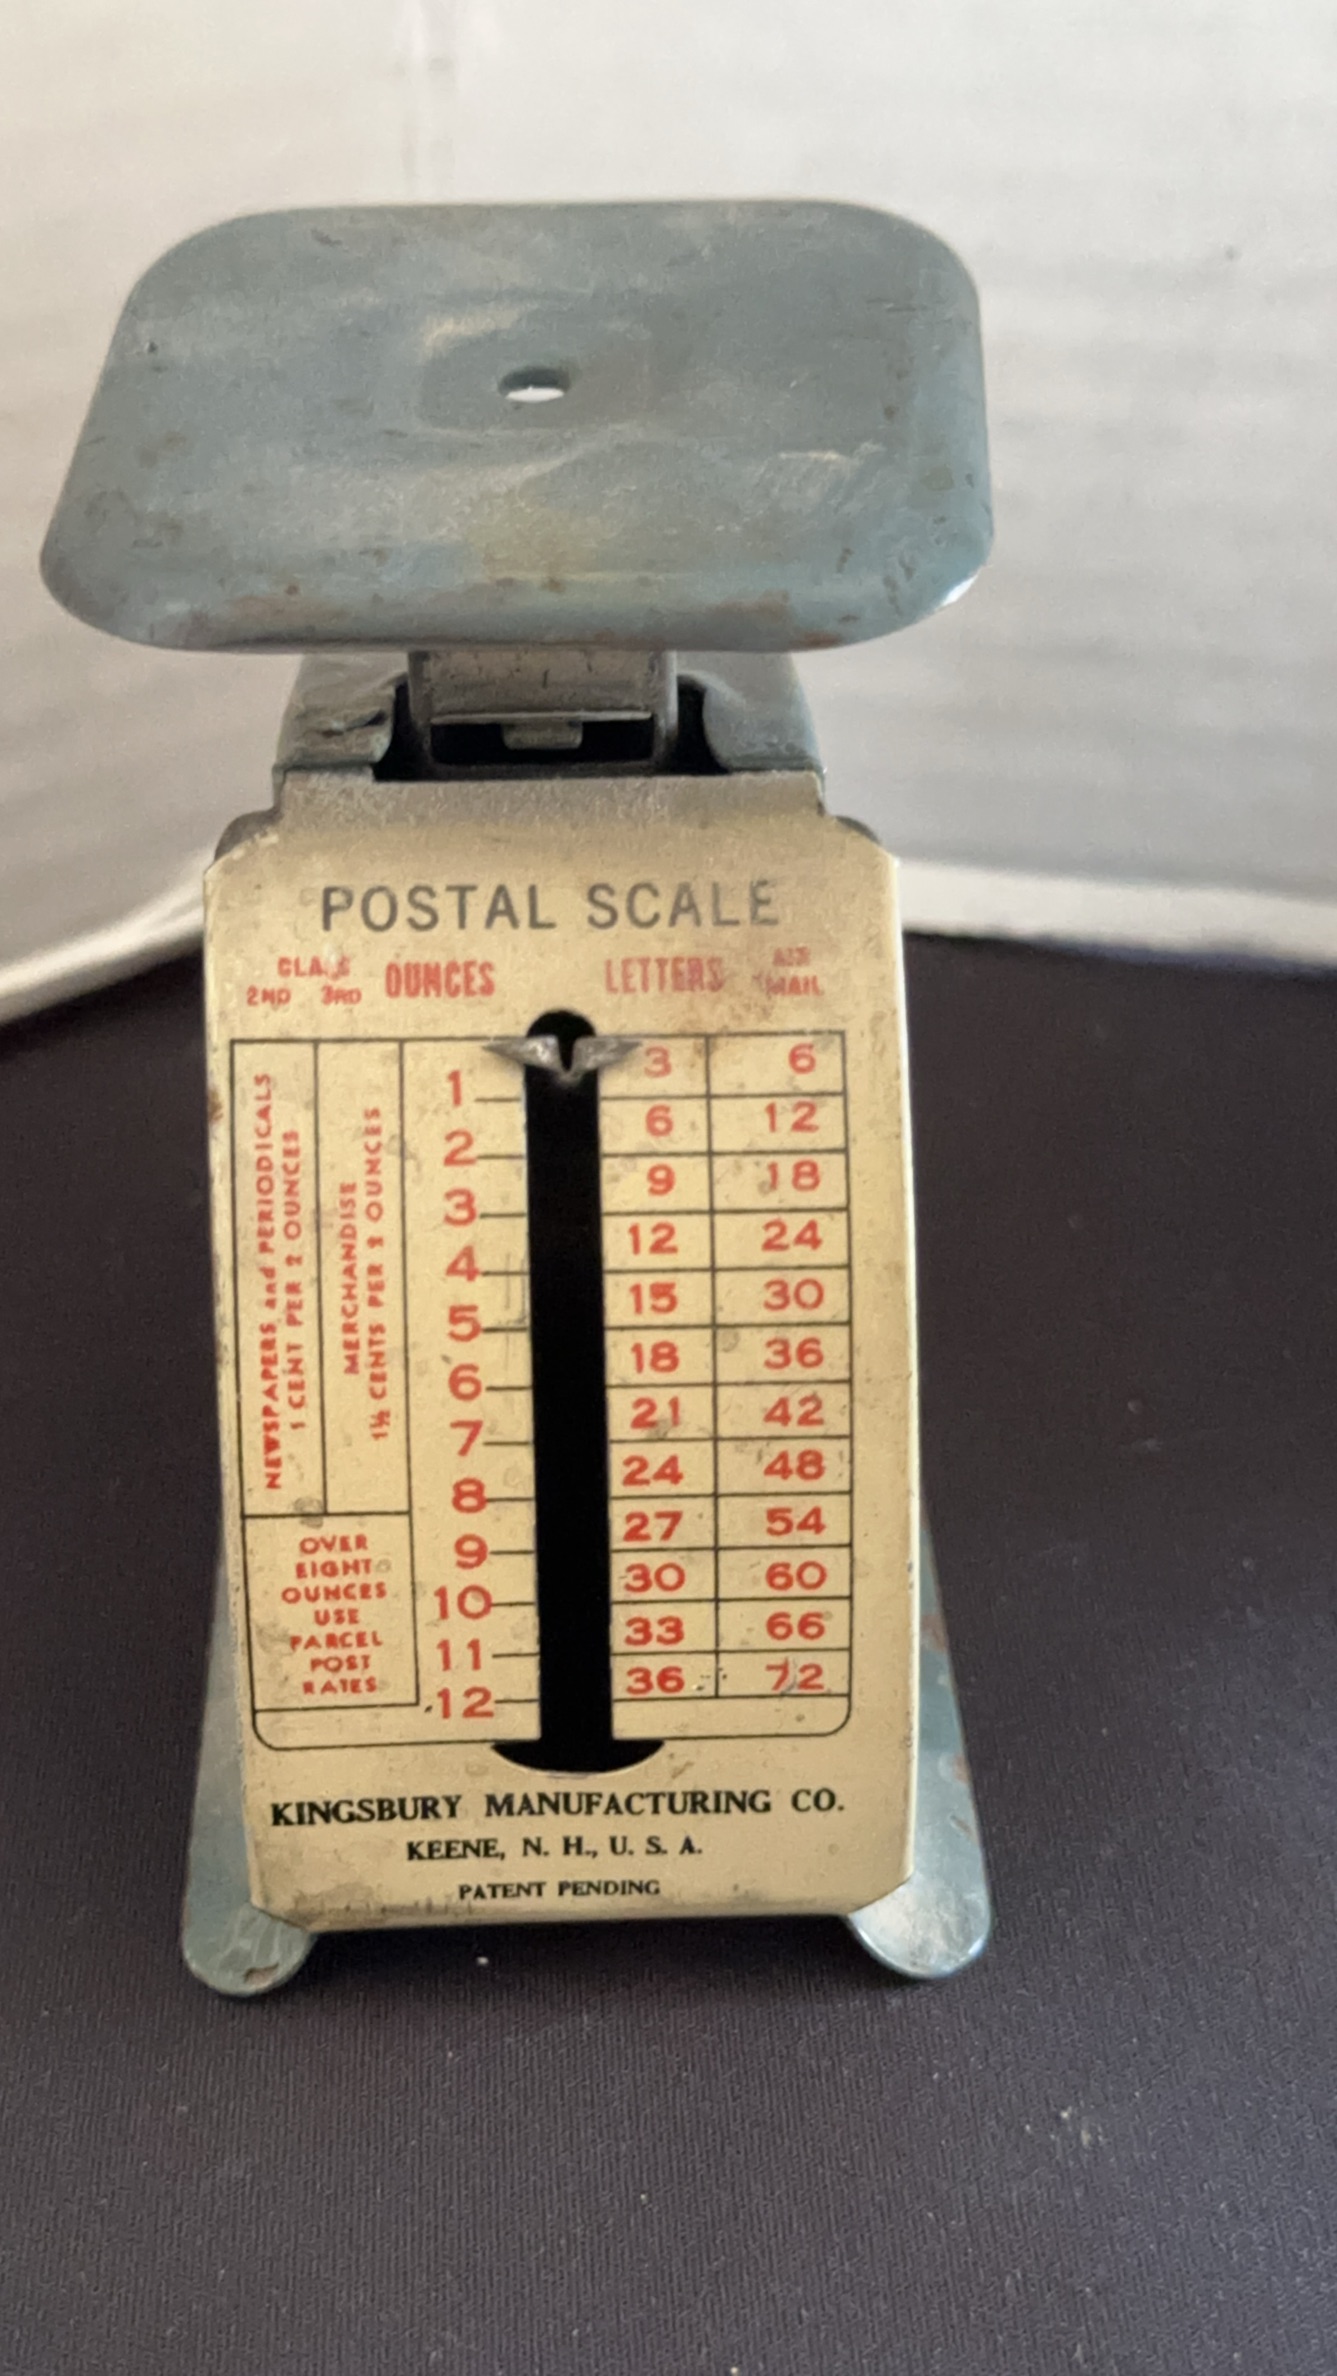 POSTAL SCALE
CLASS
2ND 3RD OUNCES LETTERS AIR MAIL
NEWSPAPERS and PERIODICALS
1 CENT PER 2 OUNCES
MERCHANDISE
1½ CENTS PER 2 OUNCES
1 3 6
2 6 12
3 9 18
4 12 24
5 15 30
6 18 36
7 21 42
8 24 48
9 27 54
10 30 60
11 33 66
12 36 72
OVER
EIGHT
OUNCES
USE
PARCEL
POST
RATES
KINGSBURY MANUFACTURING CO.
KEENE, N. H., U. S. A.
PATENT PENDING